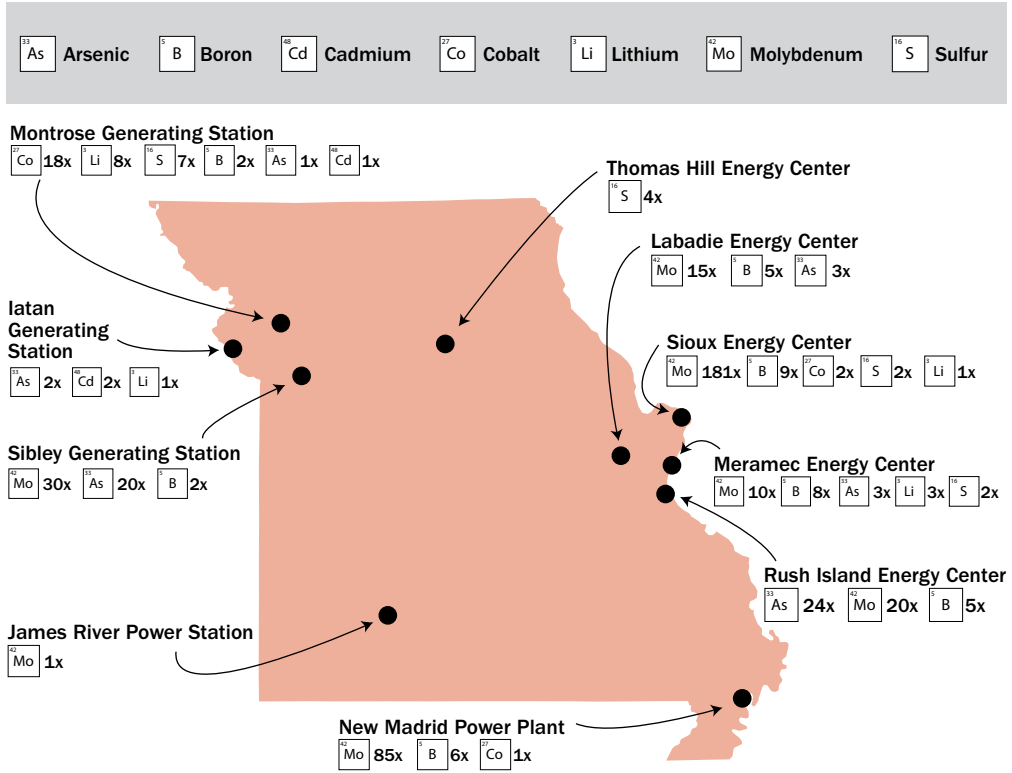 33 As Arsenic 5 B Boron 48 Cd Cadmium 27 Co Cobalt 3 Li Lithium 42 Mo Molybdenum 16 S Sulfur
Montrose Generating Station
27 Co 18x 3 Li 8x 16 S 7x 5 B 2x 33 As 1x 48 Cd 1x
Thomas Hill Energy Center
16 S 4x
Labadie Energy Center
42 Mo 15x 5 B 5x 33 As 3x
Iatan
Generating
Station
33 As 2x 48 Cd 2x 3 Li 1x
Sioux Energy Center
42 Mo 181x 5 B 9x 27 Co 2x 16 S 2x 3 Li 1x
Sibley Generating Station
42 Mo 30x 33 As 20x 5 B 2x
Meramec Energy Center
42 Mo 10x 5 B 8x 33 As 3x 3 Li 3x 16 S 2x
Rush Island Energy Center
33 As 24x 42 Mo 20x 5 B 5x
James River Power Station
42 Mo 1x
New Madrid Power Plant
42 Mo 85x 5 B 6x 27 Co 1x